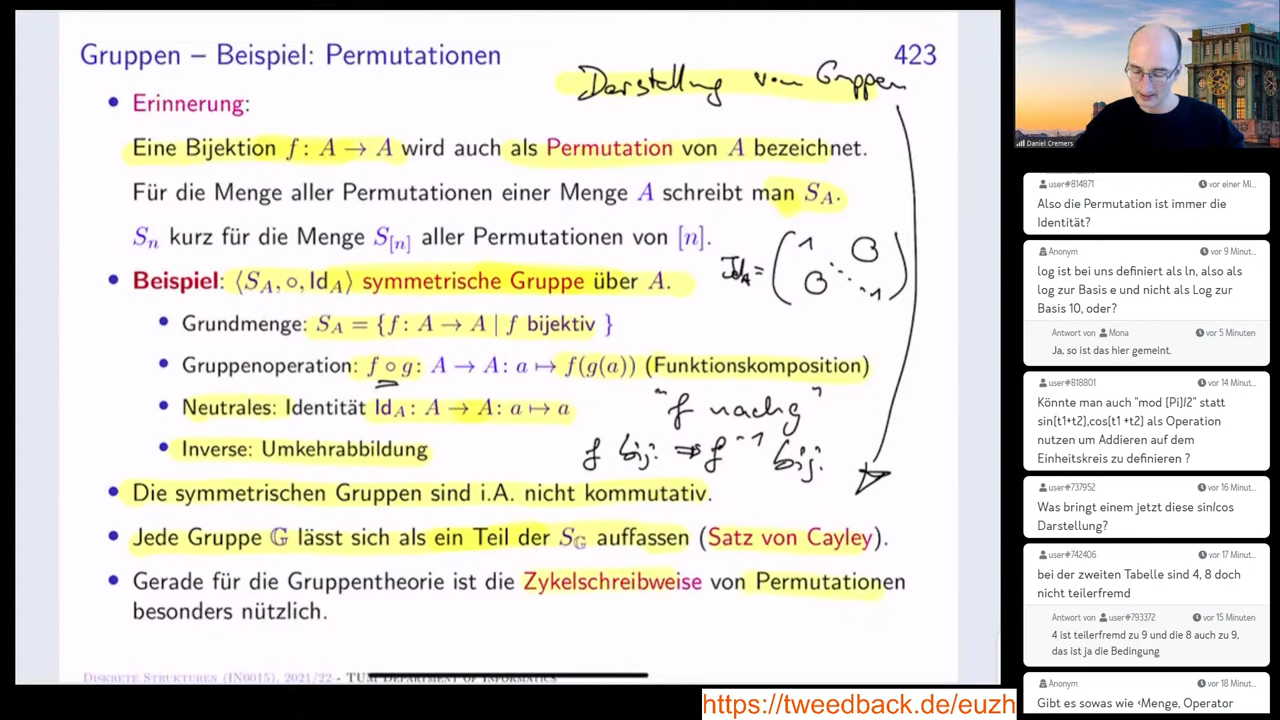 Gruppen – Beispiel: Permutationen
423
Darstellung von Gruppen
• Erinnerung:
Eine Bijektion f : A → A wird auch als Permutation von A bezeichnet.
Für die Menge aller Permutationen einer Menge A schreibt man S_A.
S_n kurz für die Menge S_[n] aller Permutationen von [n].
Id_A = (1 0 0 ⋱ 1)
• Beispiel: ⟨S_A, ∘, Id_A⟩ symmetrische Gruppe über A.
• Grundmenge: S_A = {f : A → A | f bijektiv }
• Gruppenoperation: f ∘ g : A → A : a ↦ f(g(a)) (Funktionskomposition)
• Neutrales: Identität Id_A : A → A : a ↦ a
"f nach g"
• Inverse: Umkehrabbildung
f bij. ⇒ f⁻¹ bij.
• Die symmetrischen Gruppen sind i.A. nicht kommutativ.
• Jede Gruppe 𝔾 lässt sich als ein Teil der S_𝔾 auffassen (Satz von Cayley).
• Gerade für die Gruppentheorie ist die Zykelschreibweise von Permutationen
besonders nützlich.
Diskrete Strukturen (IN0015), 2021/22 - TUM Department of Informatics
Daniel Cremers
user#814871 vor einer Mi...
Also die Permutation ist immer die
Identität?
Anonym vor 9 Minut...
log ist bei uns definiert als ln, also als
log zur Basis e und nicht als Log zur
Basis 10, oder?
Antwort von Mona vor 5 Minuten
Ja, so ist das hier gemeint.
user#818801 vor 14 Minut...
Könnte man auch "mod [Pi]/2" statt
sin[t1+t2],cos[t1 +t2] als Operation
nutzen um Addieren auf dem
Einheitskreis zu definieren ?
user#737952 vor 16 Minut...
Was bringt einem jetzt diese sin/cos
Darstellung?
user#742406 vor 17 Minut...
bei der zweiten Tabelle sind 4, 8 doch
nicht teilerfremd
Antwort von user#793372 vor 15 Minuten
4 ist teilerfremd zu 9 und die 8 auch zu 9,
das ist ja die Bedingung
Anonym vor 18 Minut...
Gibt es sowas wie <Menge, Operator
https://tweedback.de/euzh